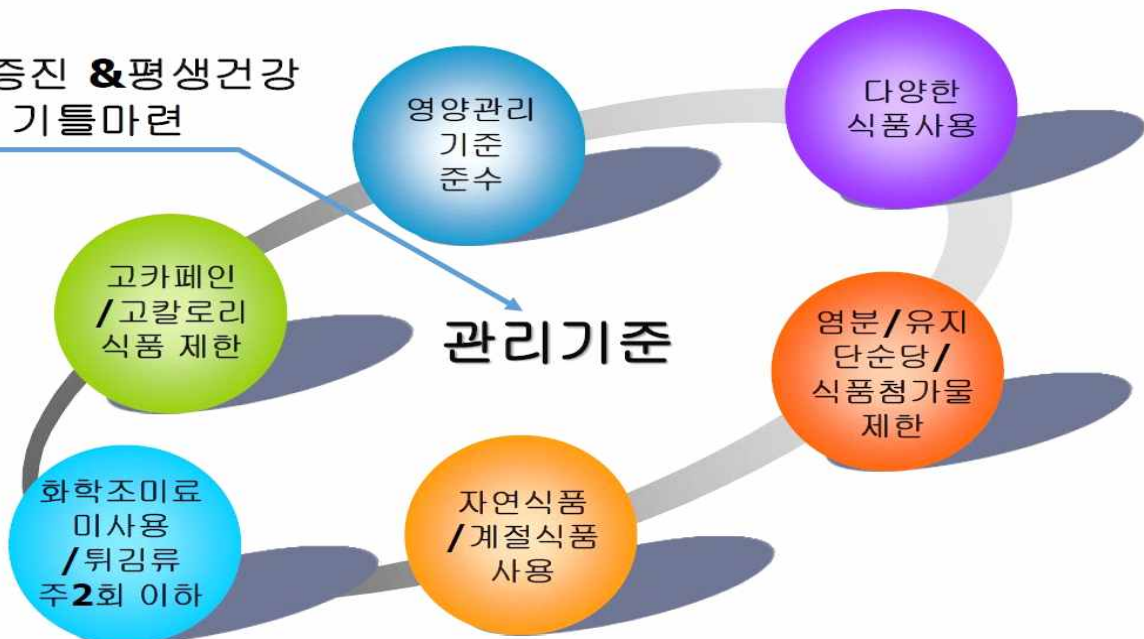 증진 &평생건강
기틀마련
영양관리
기준
준수
다양한
식품사용
고카페인
/고칼로리
식품 제한
관리기준
염분/유지
단순당/
식품첨가물
제한
화학조미료
미사용
/튀김류
주2회 이하
자연식품
/계절식품
사용